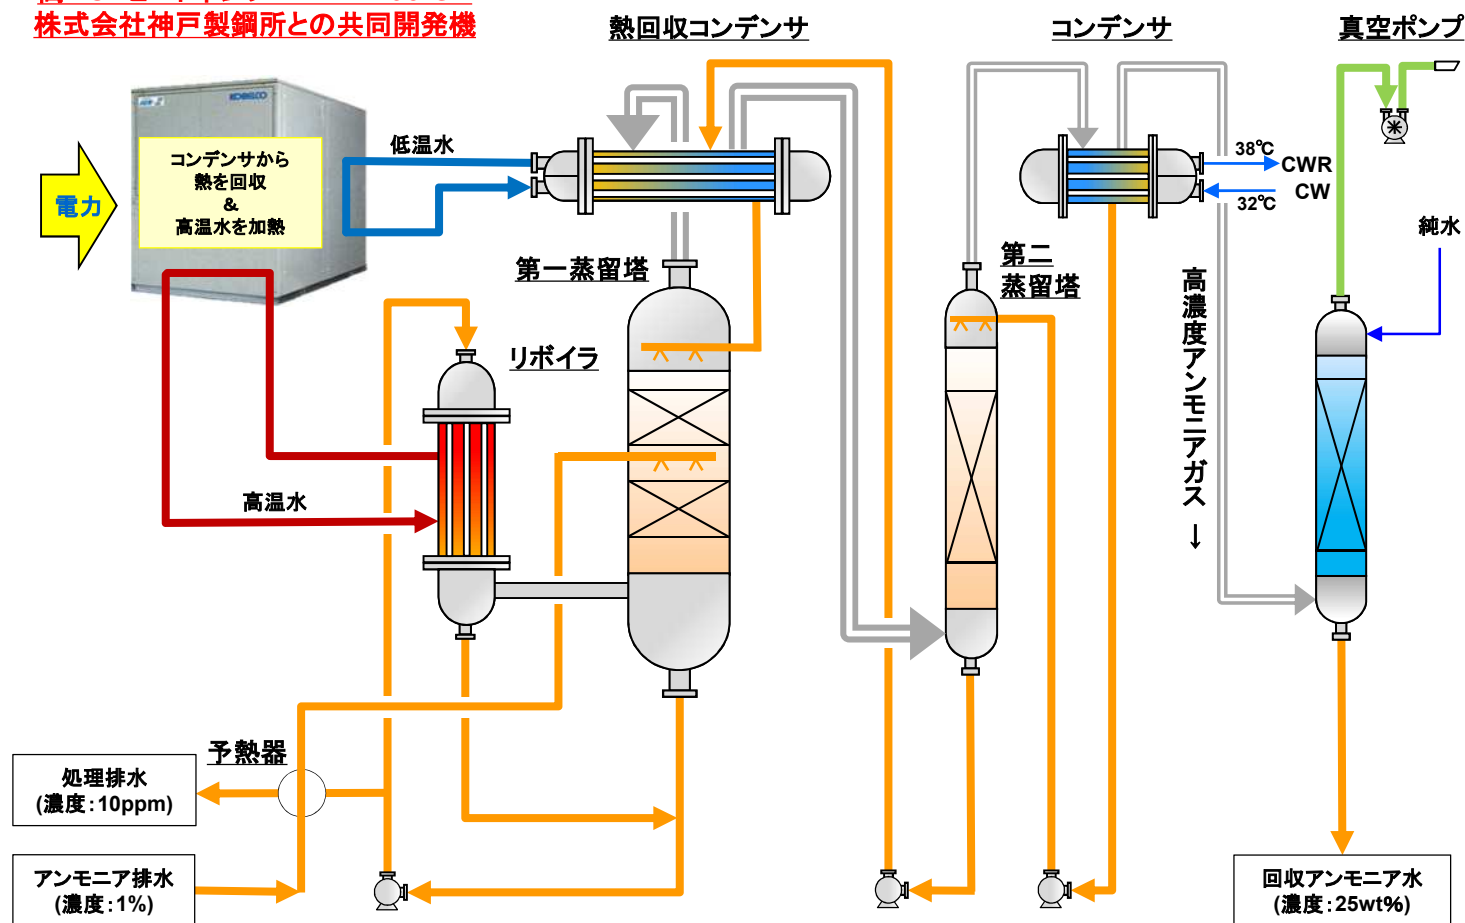 株式会社神戸製鋼所との共同開発機
熱回収コンデンサ
コンデンサ
真空ポンプ
KOBELCO
コンデンサから
熱を回収
&
高温水を加熱
電力
低温水
38℃
CWR
CW
32℃
純水
第一蒸留塔
第二
蒸留塔
高濃度アンモニアガス →
リボイラ
高温水
予熱器
処理排水
(濃度:10ppm)
アンモニア排水
(濃度:1%)
回収アンモニア水
(濃度:25wt%)